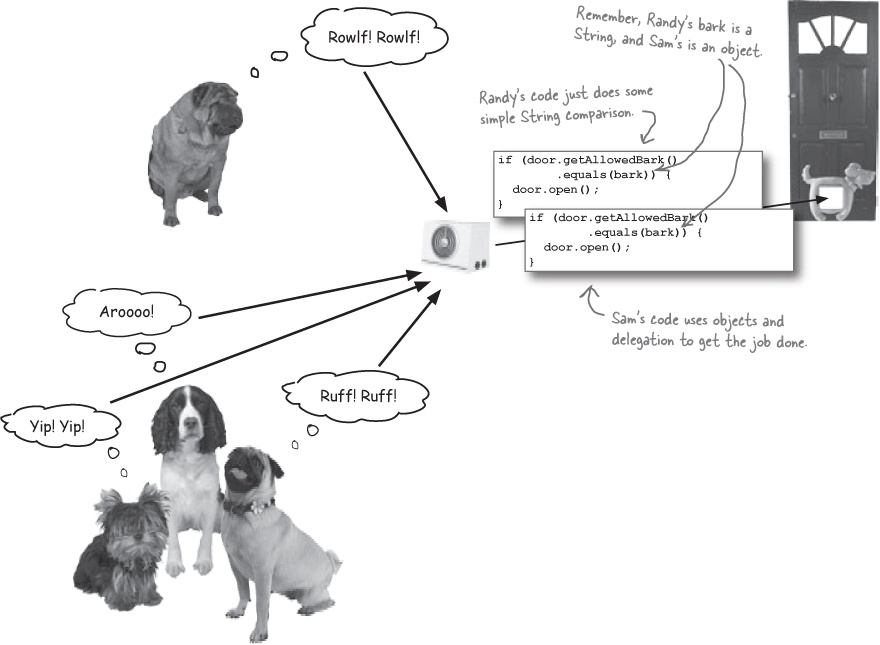 Rowlf! Rowlf!
Remember, Randy's bark is a
String, and Sam's is an object.
Randy's code just does some
simple String comparison.
if (door.getAllowedBark()
.equals(bark)) {
door.open();
}
if (door.getAllowedBark()
.equals(bark)) {
door.open();
}
Sam's code uses objects and
delegation to get the job done.
Aroooo!
Ruff! Ruff!
Yip! Yip!